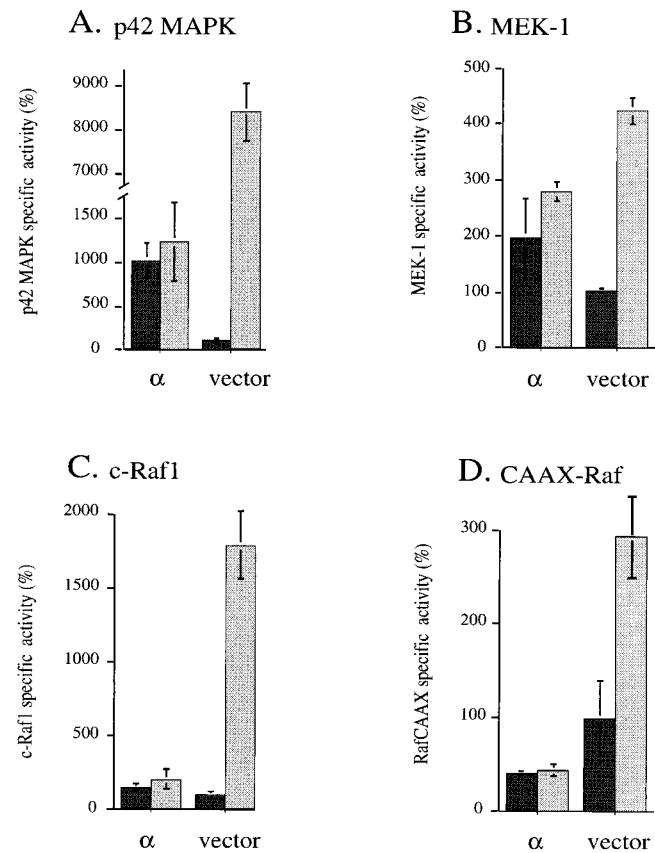 A. p42 MAPK
p42 MAPK specific activity (%)
9000
8000
7000
1500
1000
500
0
α vector
B. MEK-1
MEK-1 specific activity (%)
500
400
300
200
100
0
α vector
C. c-Raf1
c-Raf1 specific activity (%)
2000
1500
1000
500
0
α vector
D. CAAX-Raf
RafCAAX specific activity (%)
300
200
100
0
α vector